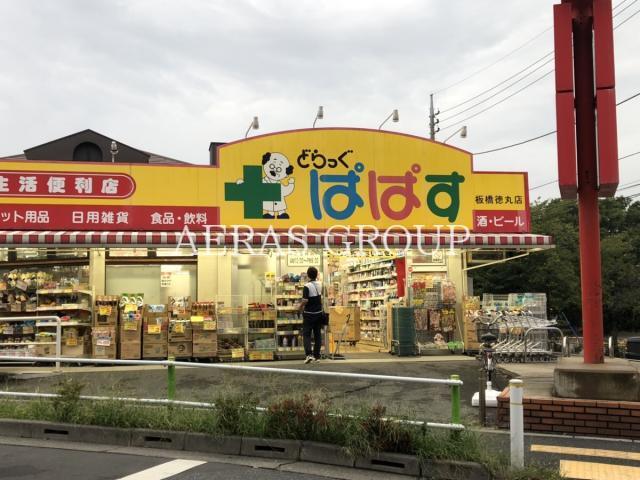 どらっぐ
ぱぱす
板橋徳丸店
生活便利店
ット用品
日用雑貨
食品・飲料
酒・ビール
AERAS GROUP